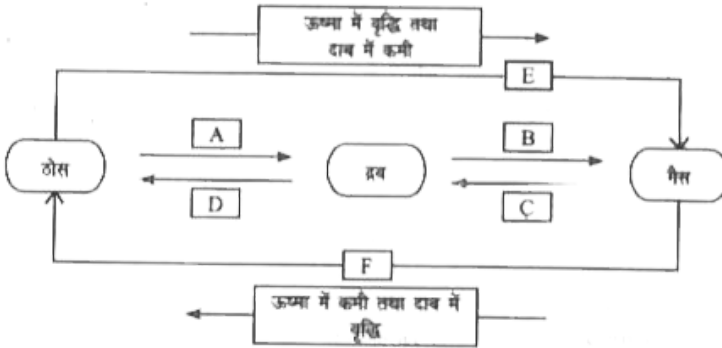 ऊष्मा में वृद्धि तथा
दाब में कमी
E
A
B
ठोस
द्रव
गैस
D
C
F
ऊष्मा में कमी तथा दाब में
वृद्धि